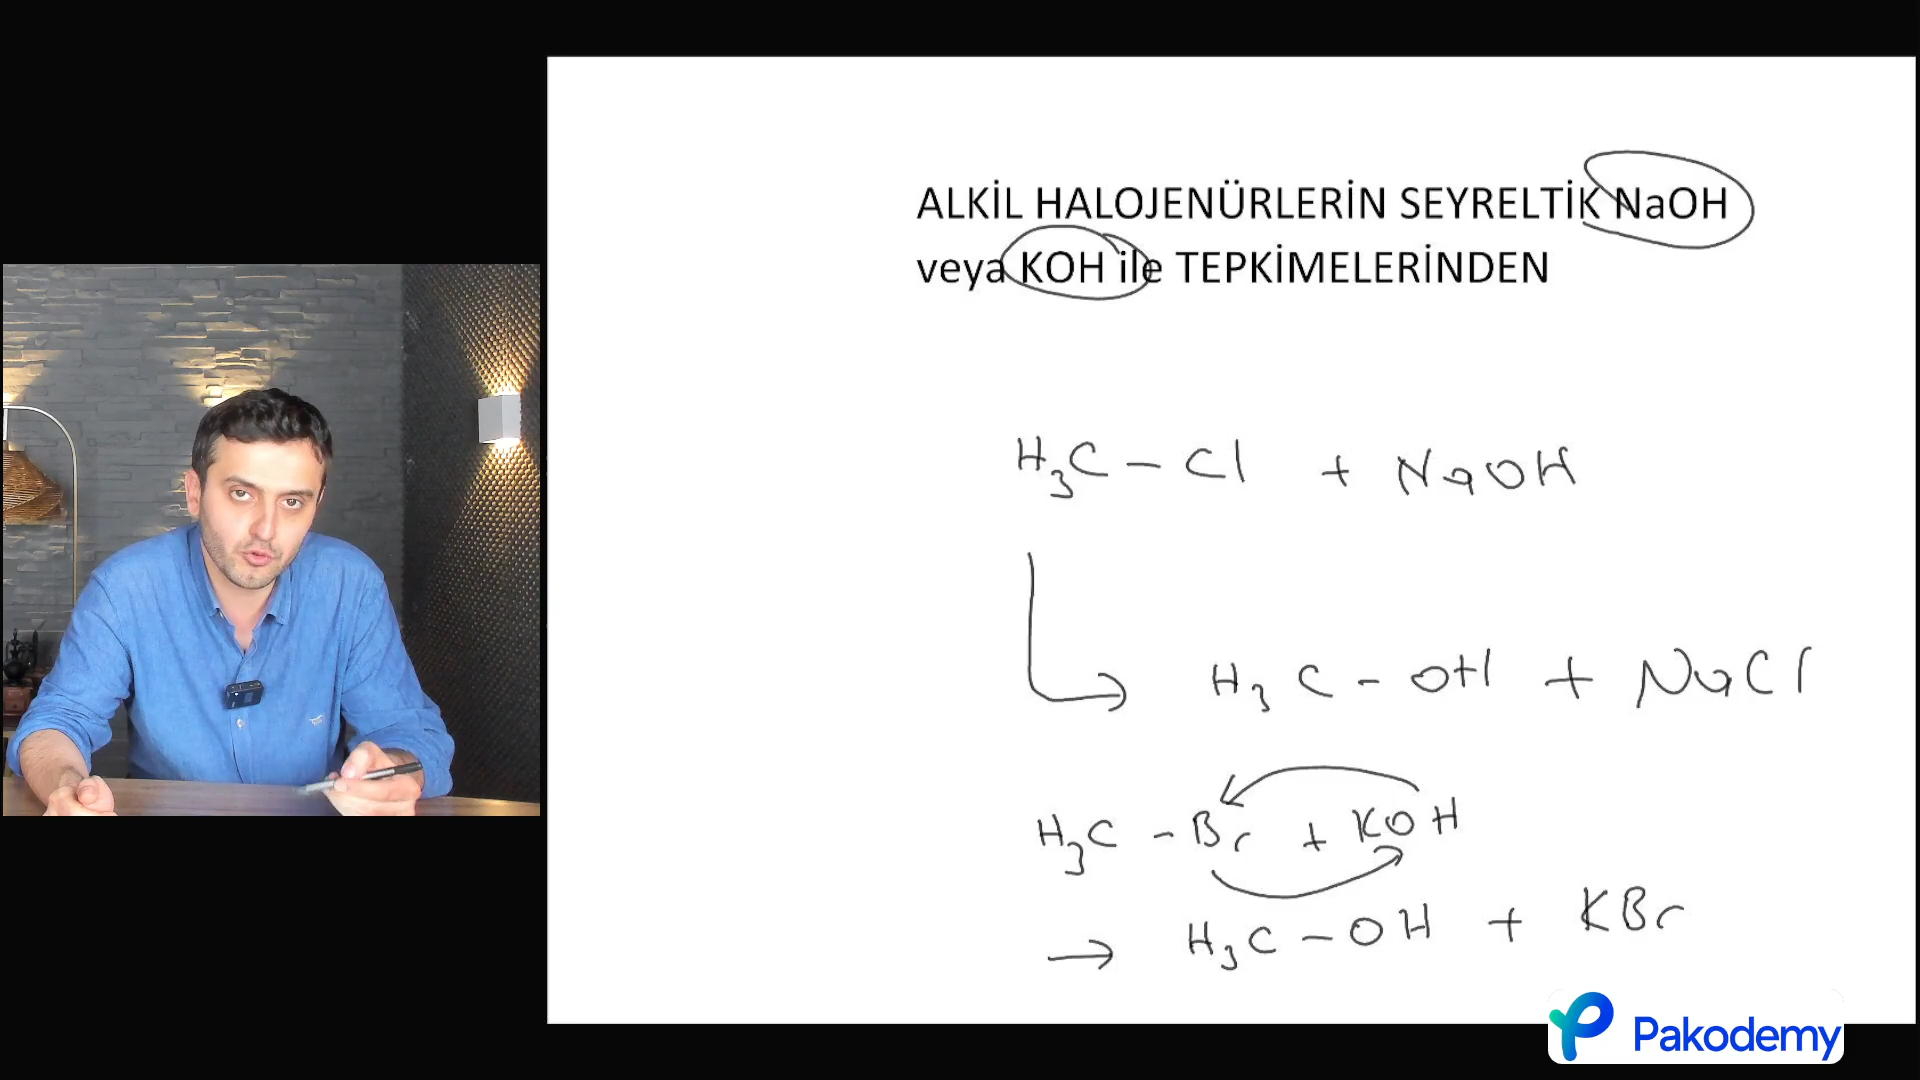 ALKİL HALOJENÜRLERİN SEYRELTİK NaOH
veya KOH ile TEPKİMELERİNDEN
H₃C – Cl + NaOH
H₃C – OH + NaCl
H₃C – Br + KOH
→ H₃C – OH + KBr
Pakodemy